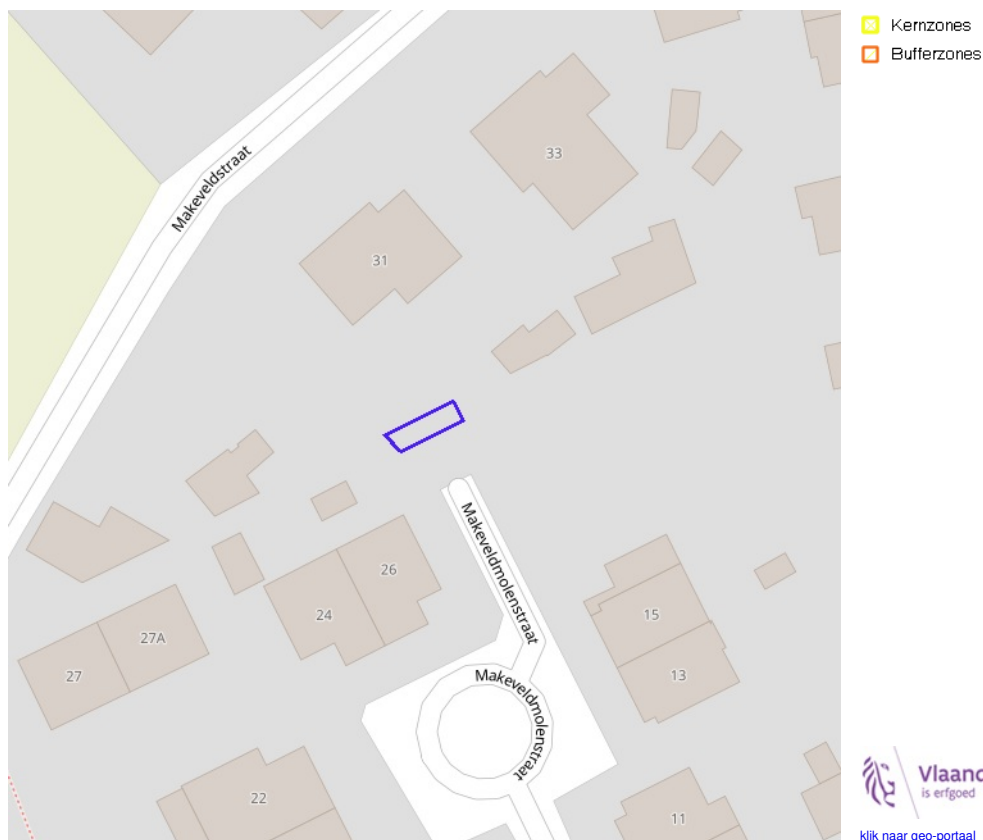 Kernzones
Bufferzones
33
Makeveldstraat
31
Makeveldmolenstraat
26
24
15
27A
27
13
Makeveldmolenstraat
22
11
Vlaand
is erfgoed
klik naar geo-portaal